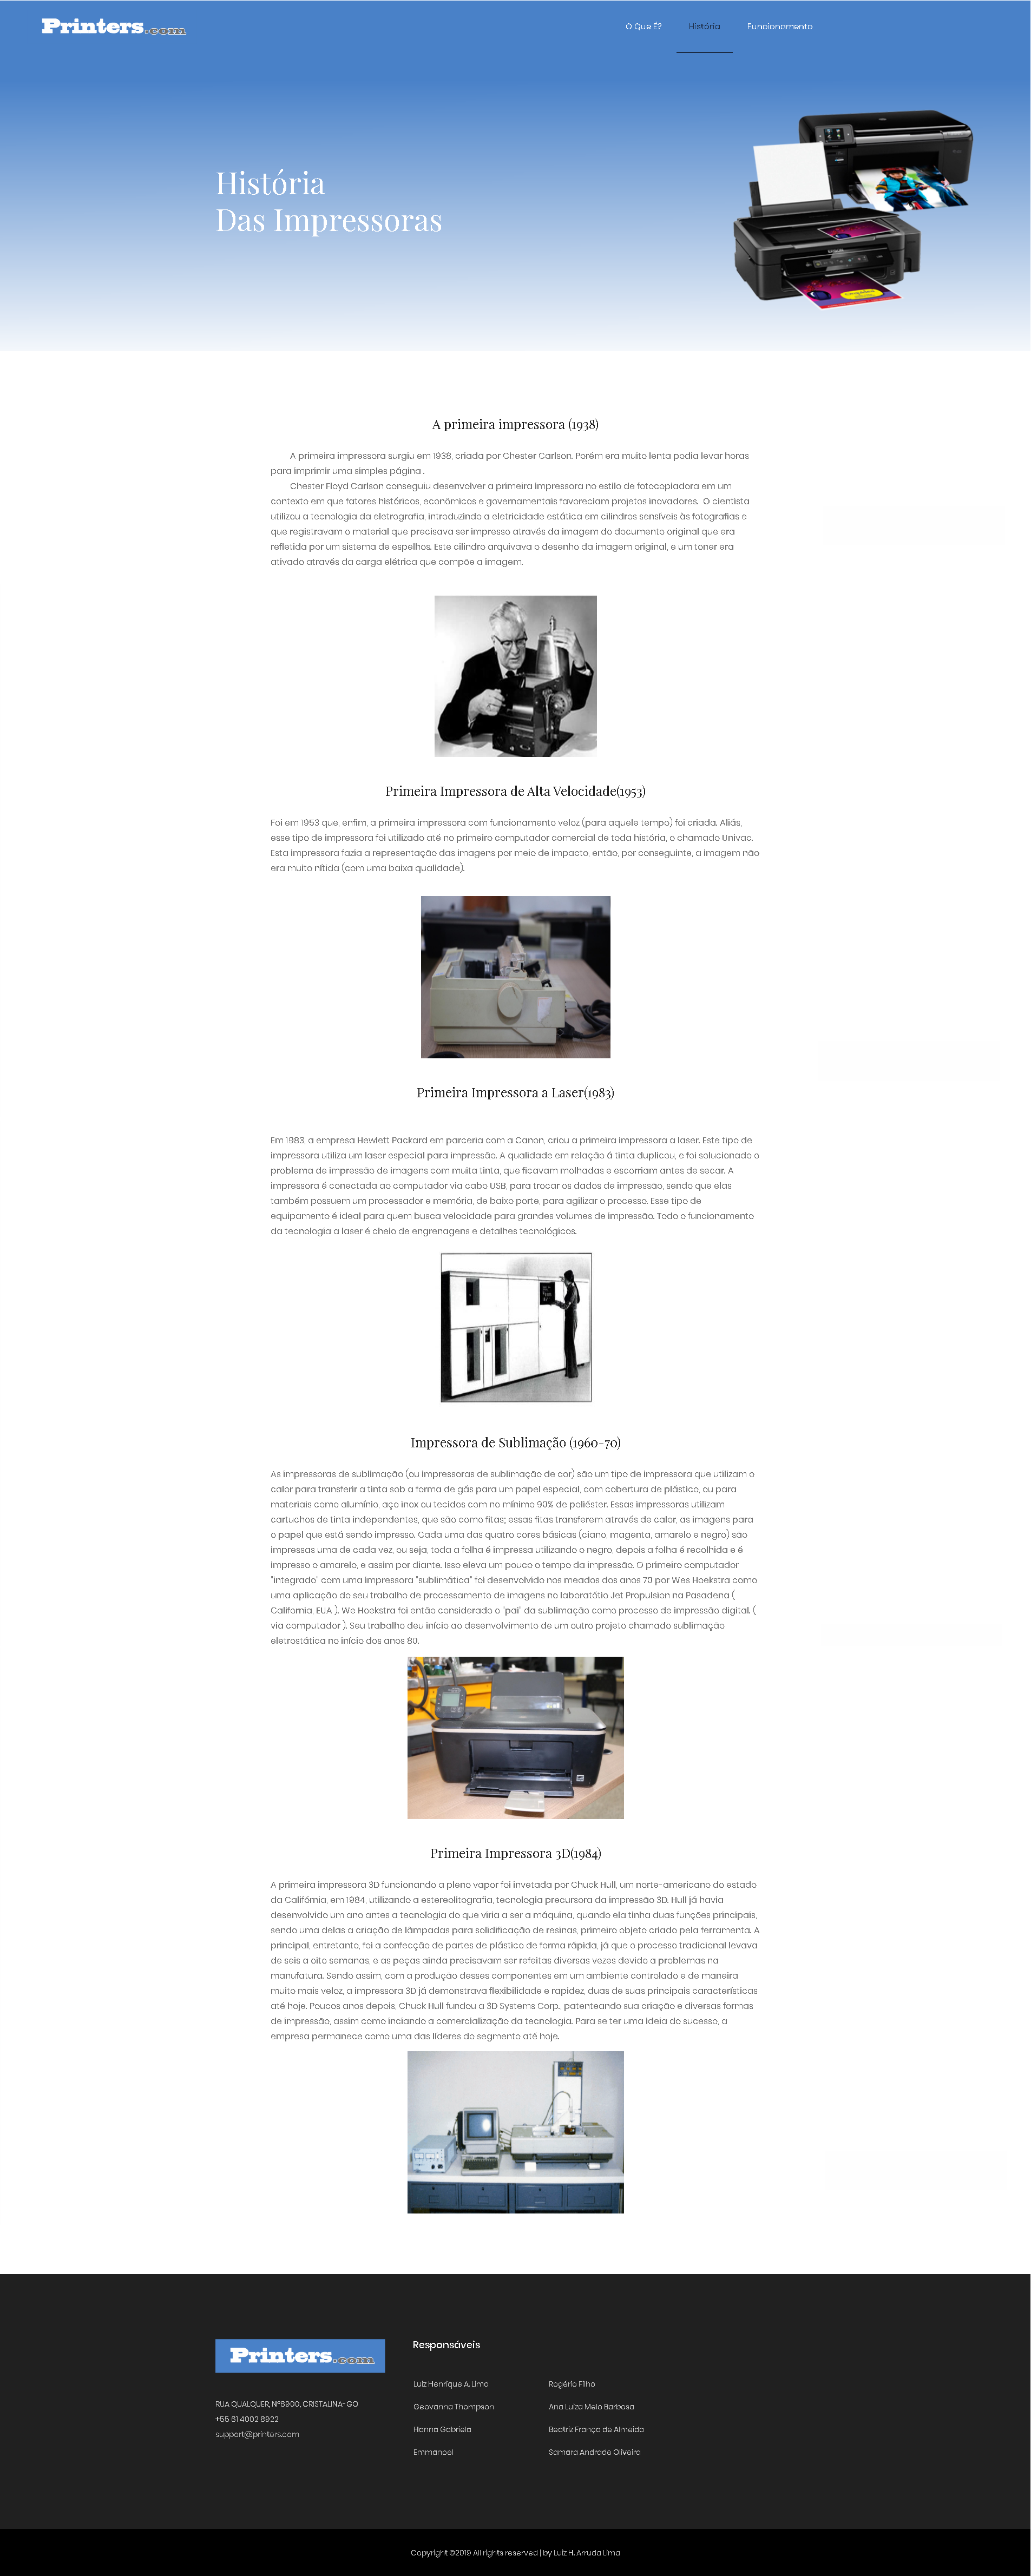 Printers.com
O Que É?
História
Funcionamento
História
Das Impressoras
A primeira impressora (1938)
A primeira impressora surgiu em 1938, criada por Chester Carlson. Porém era muito lenta podia levar horas
para imprimir uma simples página .
Chester Floyd Carlson conseguiu desenvolver a primeira impressora no estilo de fotocopiadora em um
contexto em que fatores históricos, econômicos e governamentais favoreciam projetos inovadores. O cientista
utilizou a tecnologia da eletrografia, introduzindo a eletricidade estática em cilindros sensíveis às fotografias e
que registravam o material que precisava ser impresso através da imagem do documento original que era
refletida por um sistema de espelhos. Este cilindro arquivava o desenho da imagem original, e um toner era
ativado através da carga elétrica que compõe a imagem.
Primeira Impressora de Alta Velocidade(1953)
Foi em 1953 que, enfim, a primeira impressora com funcionamento veloz (para aquele tempo) foi criada. Aliás,
esse tipo de impressora foi utilizado até no primeiro computador comercial de toda história, o chamado Univac.
Esta impressora fazia a representação das imagens por meio de impacto, então, por conseguinte, a imagem não
era muito nítida (com uma baixa qualidade).
Primeira Impressora a Laser(1983)
Em 1983, a empresa Hewlett Packard em parceria com a Canon, criou a primeira impressora a laser. Este tipo de
impressora utiliza um laser especial para impressão. A qualidade em relação á tinta duplicou, e foi solucionado o
problema de impressão de imagens com muita tinta, que ficavam molhadas e escorriam antes de secar. A
impressora é conectada ao computador via cabo USB, para trocar os dados de impressão, sendo que elas
também possuem um processador e memória, de baixo porte, para agilizar o processo. Esse tipo de
equipamento é ideal para quem busca velocidade para grandes volumes de impressão. Todo o funcionamento
da tecnologia a laser é cheio de engrenagens e detalhes tecnológicos.
Impressora de Sublimação (1960-70)
As impressoras de sublimação (ou impressoras de sublimação de cor) são um tipo de impressora que utilizam o
calor para transferir a tinta sob a forma de gás para um papel especial, com cobertura de plástico, ou para
materiais como alumínio, aço inox ou tecidos com no mínimo 90% de poliéster. Essas impressoras utilizam
cartuchos de tinta independentes, que são como fitas; essas fitas transferem através de calor, as imagens para
o papel que está sendo impresso. Cada uma das quatro cores básicas (ciano, magenta, amarelo e negro) são
impressas uma de cada vez, ou seja, toda a folha é impressa utilizando o negro, depois a folha é recolhida e é
impresso o amarelo, e assim por diante. Isso eleva um pouco o tempo da impressão. O primeiro computador
"integrado" com uma impressora "sublimática" foi desenvolvido nos meados dos anos 70 por Wes Hoekstra como
uma aplicação do seu trabalho de processamento de imagens no laboratótio Jet Propulsion na Pasadena (
California, EUA ). We Hoekstra foi então considerado o "pai" da sublimação como processo de impressão digital. (
via computador ). Seu trabalho deu início ao desenvolvimento de um outro projeto chamado sublimação
eletrostática no início dos anos 80.
Primeira Impressora 3D(1984)
A primeira impressora 3D funcionando a pleno vapor foi invetada por Chuck Hull, um norte-americano do estado
da Califórnia, em 1984, utilizando a estereolitografia, tecnologia precursora da impressão 3D. Hull já havia
desenvolvido um ano antes a tecnologia do que viria a ser a máquina, quando ela tinha duas funções principais,
sendo uma delas a criação de lâmpadas para solidificação de resinas, primeiro objeto criado pela ferramenta. A
principal, entretanto, foi a confecção de partes de plástico de forma rápida, já que o processo tradicional levava
de seis a oito semanas, e as peças ainda precisavam ser refeitas diversas vezes devido a problemas na
manufatura. Sendo assim, com a produção desses componentes em um ambiente controlado e de maneira
muito mais veloz, a impressora 3D já demonstrava flexibilidade e rapidez, duas de suas principais características
até hoje. Poucos anos depois, Chuck Hull fundou a 3D Systems Corp., patenteando sua criação e diversas formas
de impressão, assim como inciando a comercialização da tecnologia. Para se ter uma ideia do sucesso, a
empresa permanece como uma das líderes do segmento até hoje.
Printers.com
RUA QUALQUER, Nº6900, CRISTALINA-GO
+55 61 4002 8922
support@printers.com
Responsáveis
Luiz Henrique A. Lima
Geovanna Thompson
Hanna Gabriela
Emmanoel
Rogério Filho
Ana Luiza Melo Barbosa
Beatriz França de Almeida
Samara Andrade Oliveira
Copyright ©2019 All rights reserved | by Luiz H. Arruda Lima